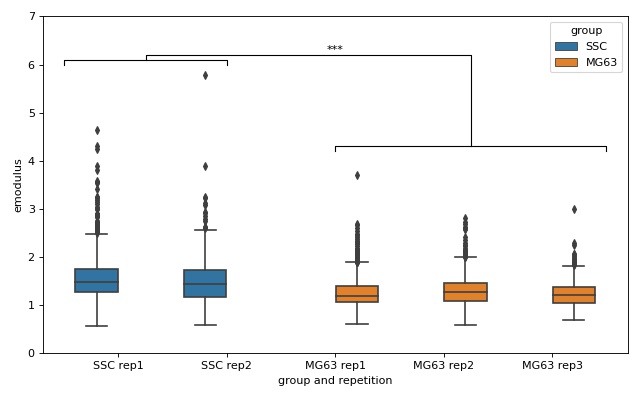 7
group
SSC
MG63
***
6
5
4
3
2
1
0
emodulus
SSC rep1
SSC rep2
MG63 rep1
MG63 rep2
MG63 rep3
group and repetition